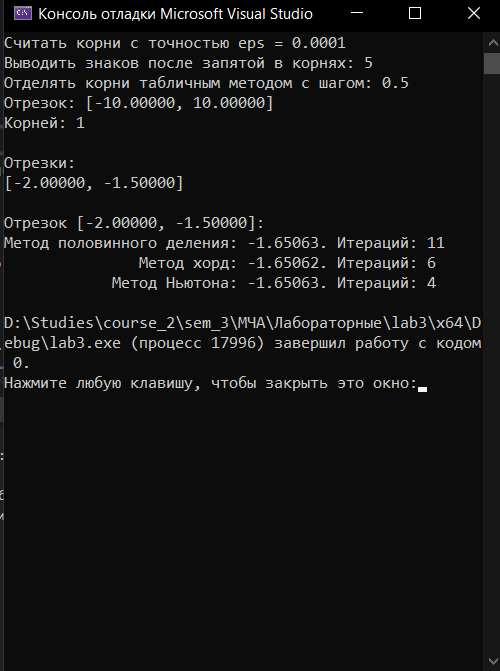 Консоль отладки Microsoft Visual Studio
Считать корни с точностью eps = 0.0001
Выводить знаков после запятой в корнях: 5
Отделять корни табличным методом с шагом: 0.5
Отрезок: [-10.00000, 10.00000]
Корней: 1
Отрезки:
[-2.00000, -1.50000]
Отрезок [-2.00000, -1.50000]:
Метод половинного деления: -1.65063. Итераций: 11
Метод хорд: -1.65062. Итераций: 6
Метод Ньютона: -1.65063. Итераций: 4
D:\Studies\course_2\sem_3\МЧА\Лабораторные\lab3\x64\D
ebug\lab3.exe (процесс 17996) завершил работу с кодом
0.
Нажмите любую клавишу, чтобы закрыть это окно: